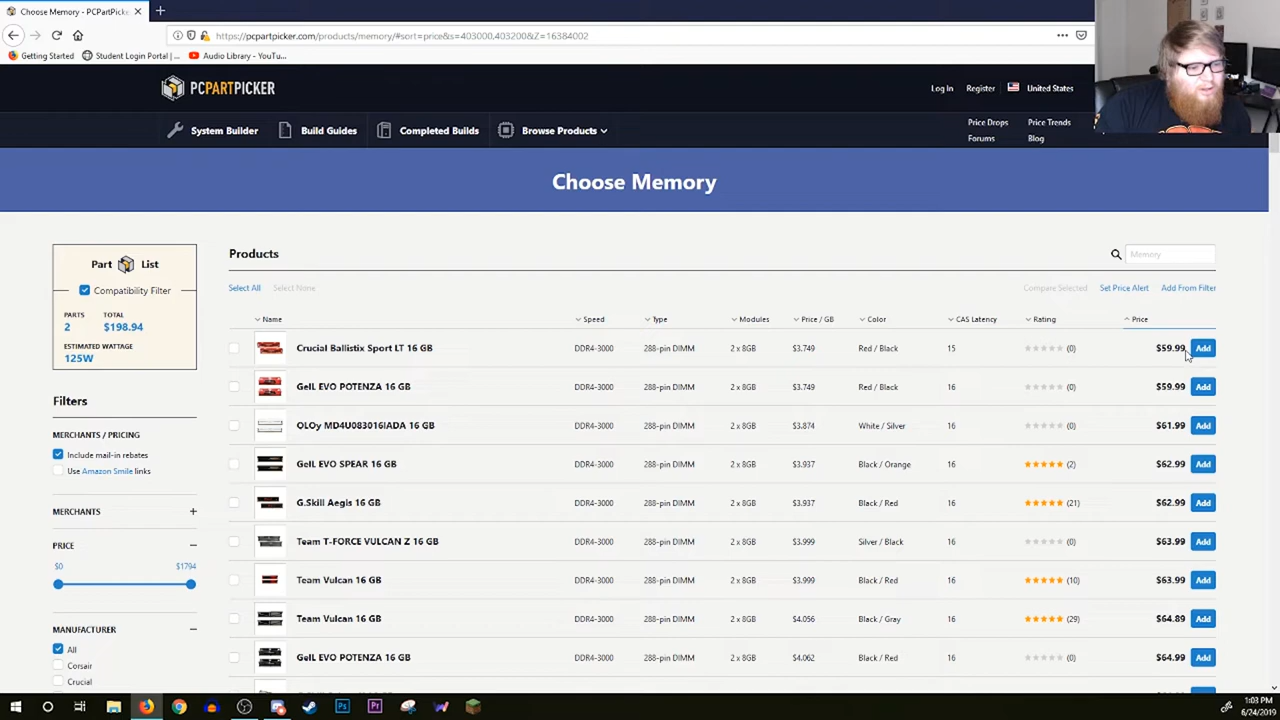 Choose Memory - PCPartPicke
https://pcpartpicker.com/products/memory/#sort=price&s=403000,403200&Z=16384002
Getting Started Student Login Portal | ... Audio Library - YouTu...
PCPARTPICKER
Log In Register United States
System Builder Build Guides Completed Builds Browse Products
Price Drops Price Trends
Forums Blog
Choose Memory
Part List
Compatibility Filter
PARTS TOTAL
2 $198.94
ESTIMATED WATTAGE
125W
Filters
MERCHANTS / PRICING
Include mail-in rebates
Use Amazon Smile links
MERCHANTS +
PRICE
$0 $1794
MANUFACTURER
All
Corsair
Crucial
Products
Memory
Select All Select None Compare Selected Set Price Alert Add From Filter
Name Speed Type Modules Price / GB Color CAS Latency Rating Price
Crucial Ballistix Sport LT 16 GB DDR4-3000 288-pin DIMM 2 x 8GB $3.749 Red / Black 15 (0) $59.99 Add
GeIL EVO POTENZA 16 GB DDR4-3000 288-pin DIMM 2 x 8GB $3.749 Red / Black 16 (0) $59.99 Add
OLOy MD4U083016IADA 16 GB DDR4-3000 288-pin DIMM 2 x 8GB $3.874 White / Silver 16 (0) $61.99 Add
GeIL EVO SPEAR 16 GB DDR4-3000 288-pin DIMM 2 x 8GB $3.937 Black / Orange 16 (2) $62.99 Add
G.Skill Aegis 16 GB DDR4-3000 288-pin DIMM 2 x 8GB $3.937 Black / Red 16 (21) $62.99 Add
Team T-FORCE VULCAN Z 16 GB DDR4-3000 288-pin DIMM 2 x 8GB $3.999 Silver / Black 16 (0) $63.99 Add
Team Vulcan 16 GB DDR4-3000 288-pin DIMM 2 x 8GB $3.999 Black / Red 16 (10) $63.99 Add
Team Vulcan 16 GB DDR4-3000 288-pin DIMM 2 x 8GB $4.056 Black / Gray 16 (29) $64.89 Add
GeIL EVO POTENZA 16 GB DDR4-3000 288-pin DIMM 2 x 8GB $4.062 Black / Red 16 (0) $64.99 Add
1:03 PM
6/24/2019